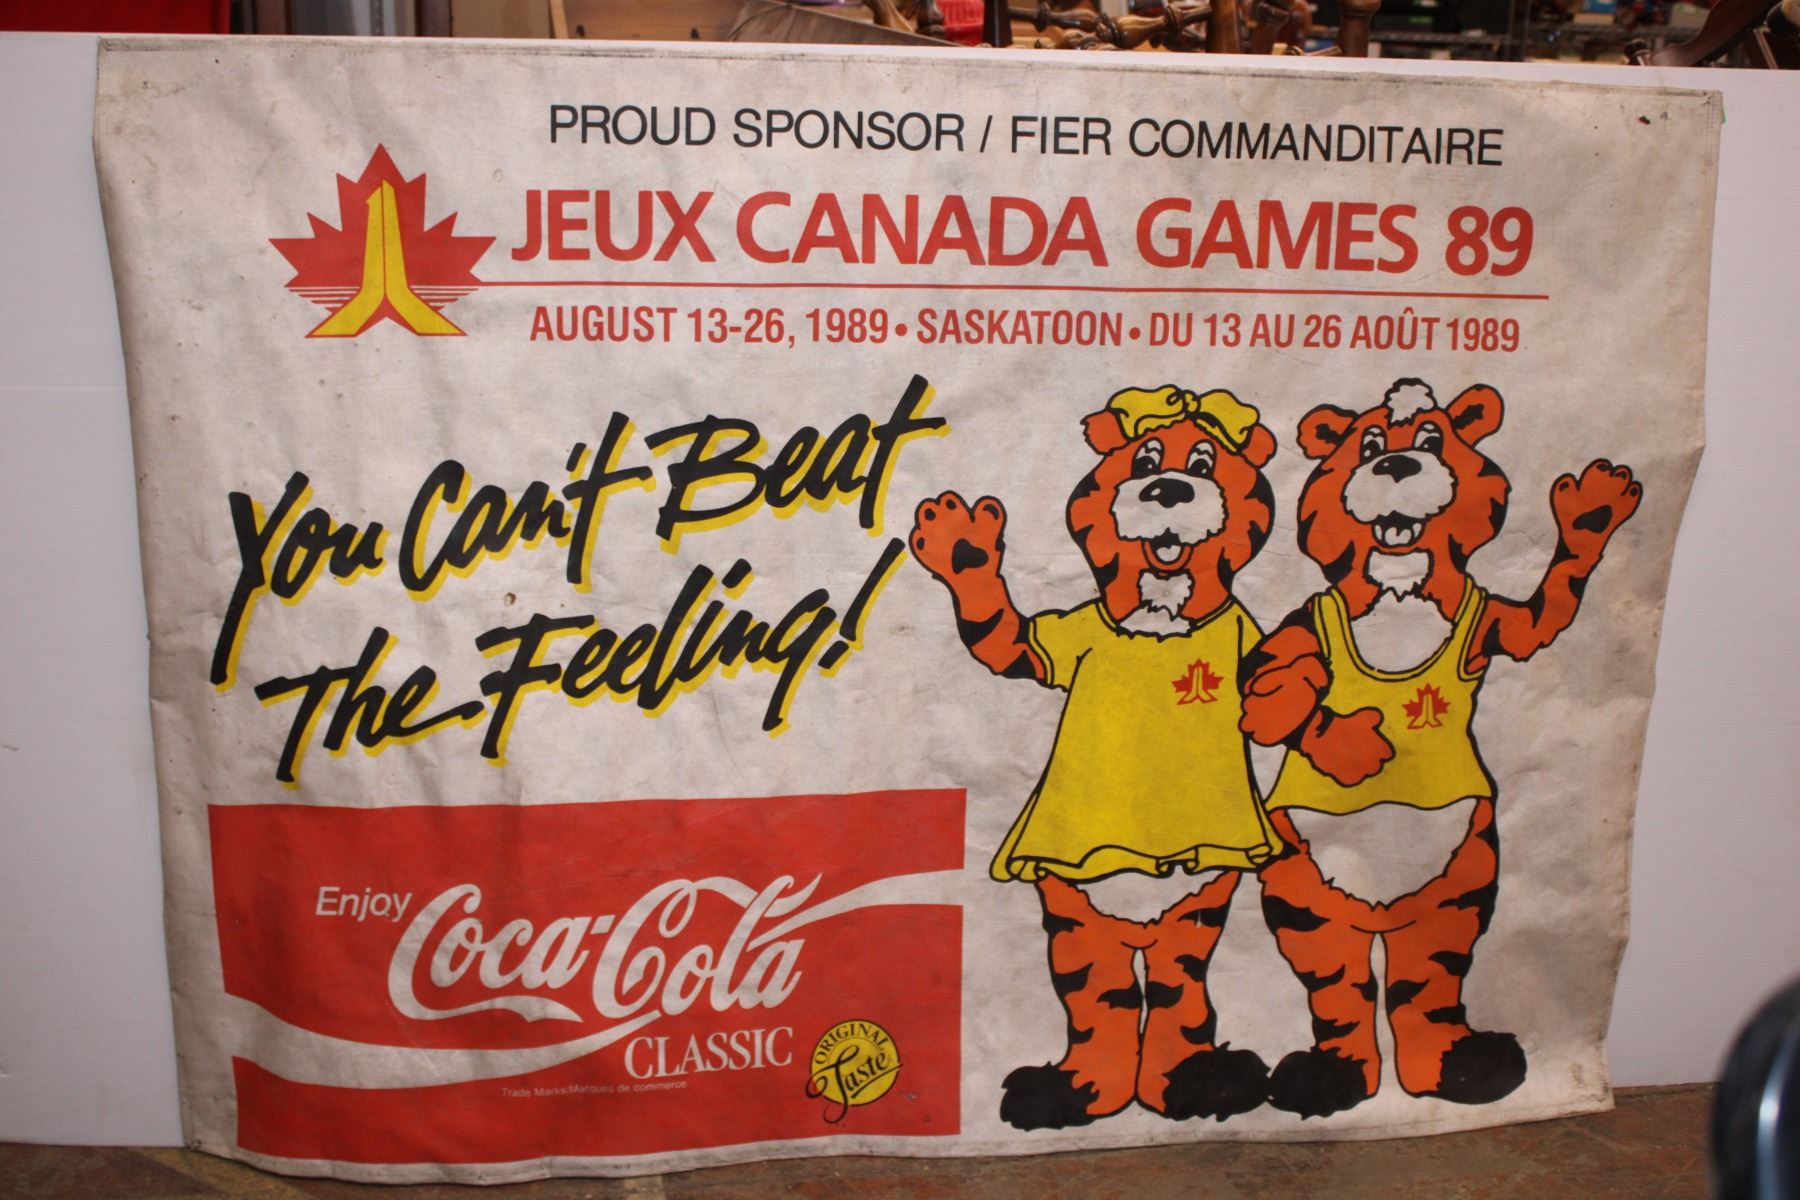 PROUD SPONSOR / FIER COMMANDITAIRE
JEUX CANADA GAMES 89
AUGUST 13-26, 1989 • SASKATOON • DU 13 AU 26 AOÛT 1989
You Can't Beat
The Feeling!
Enjoy
Coca-Cola
CLASSIC
Trade Marks/Marques de commerce
ORIGINAL
Taste